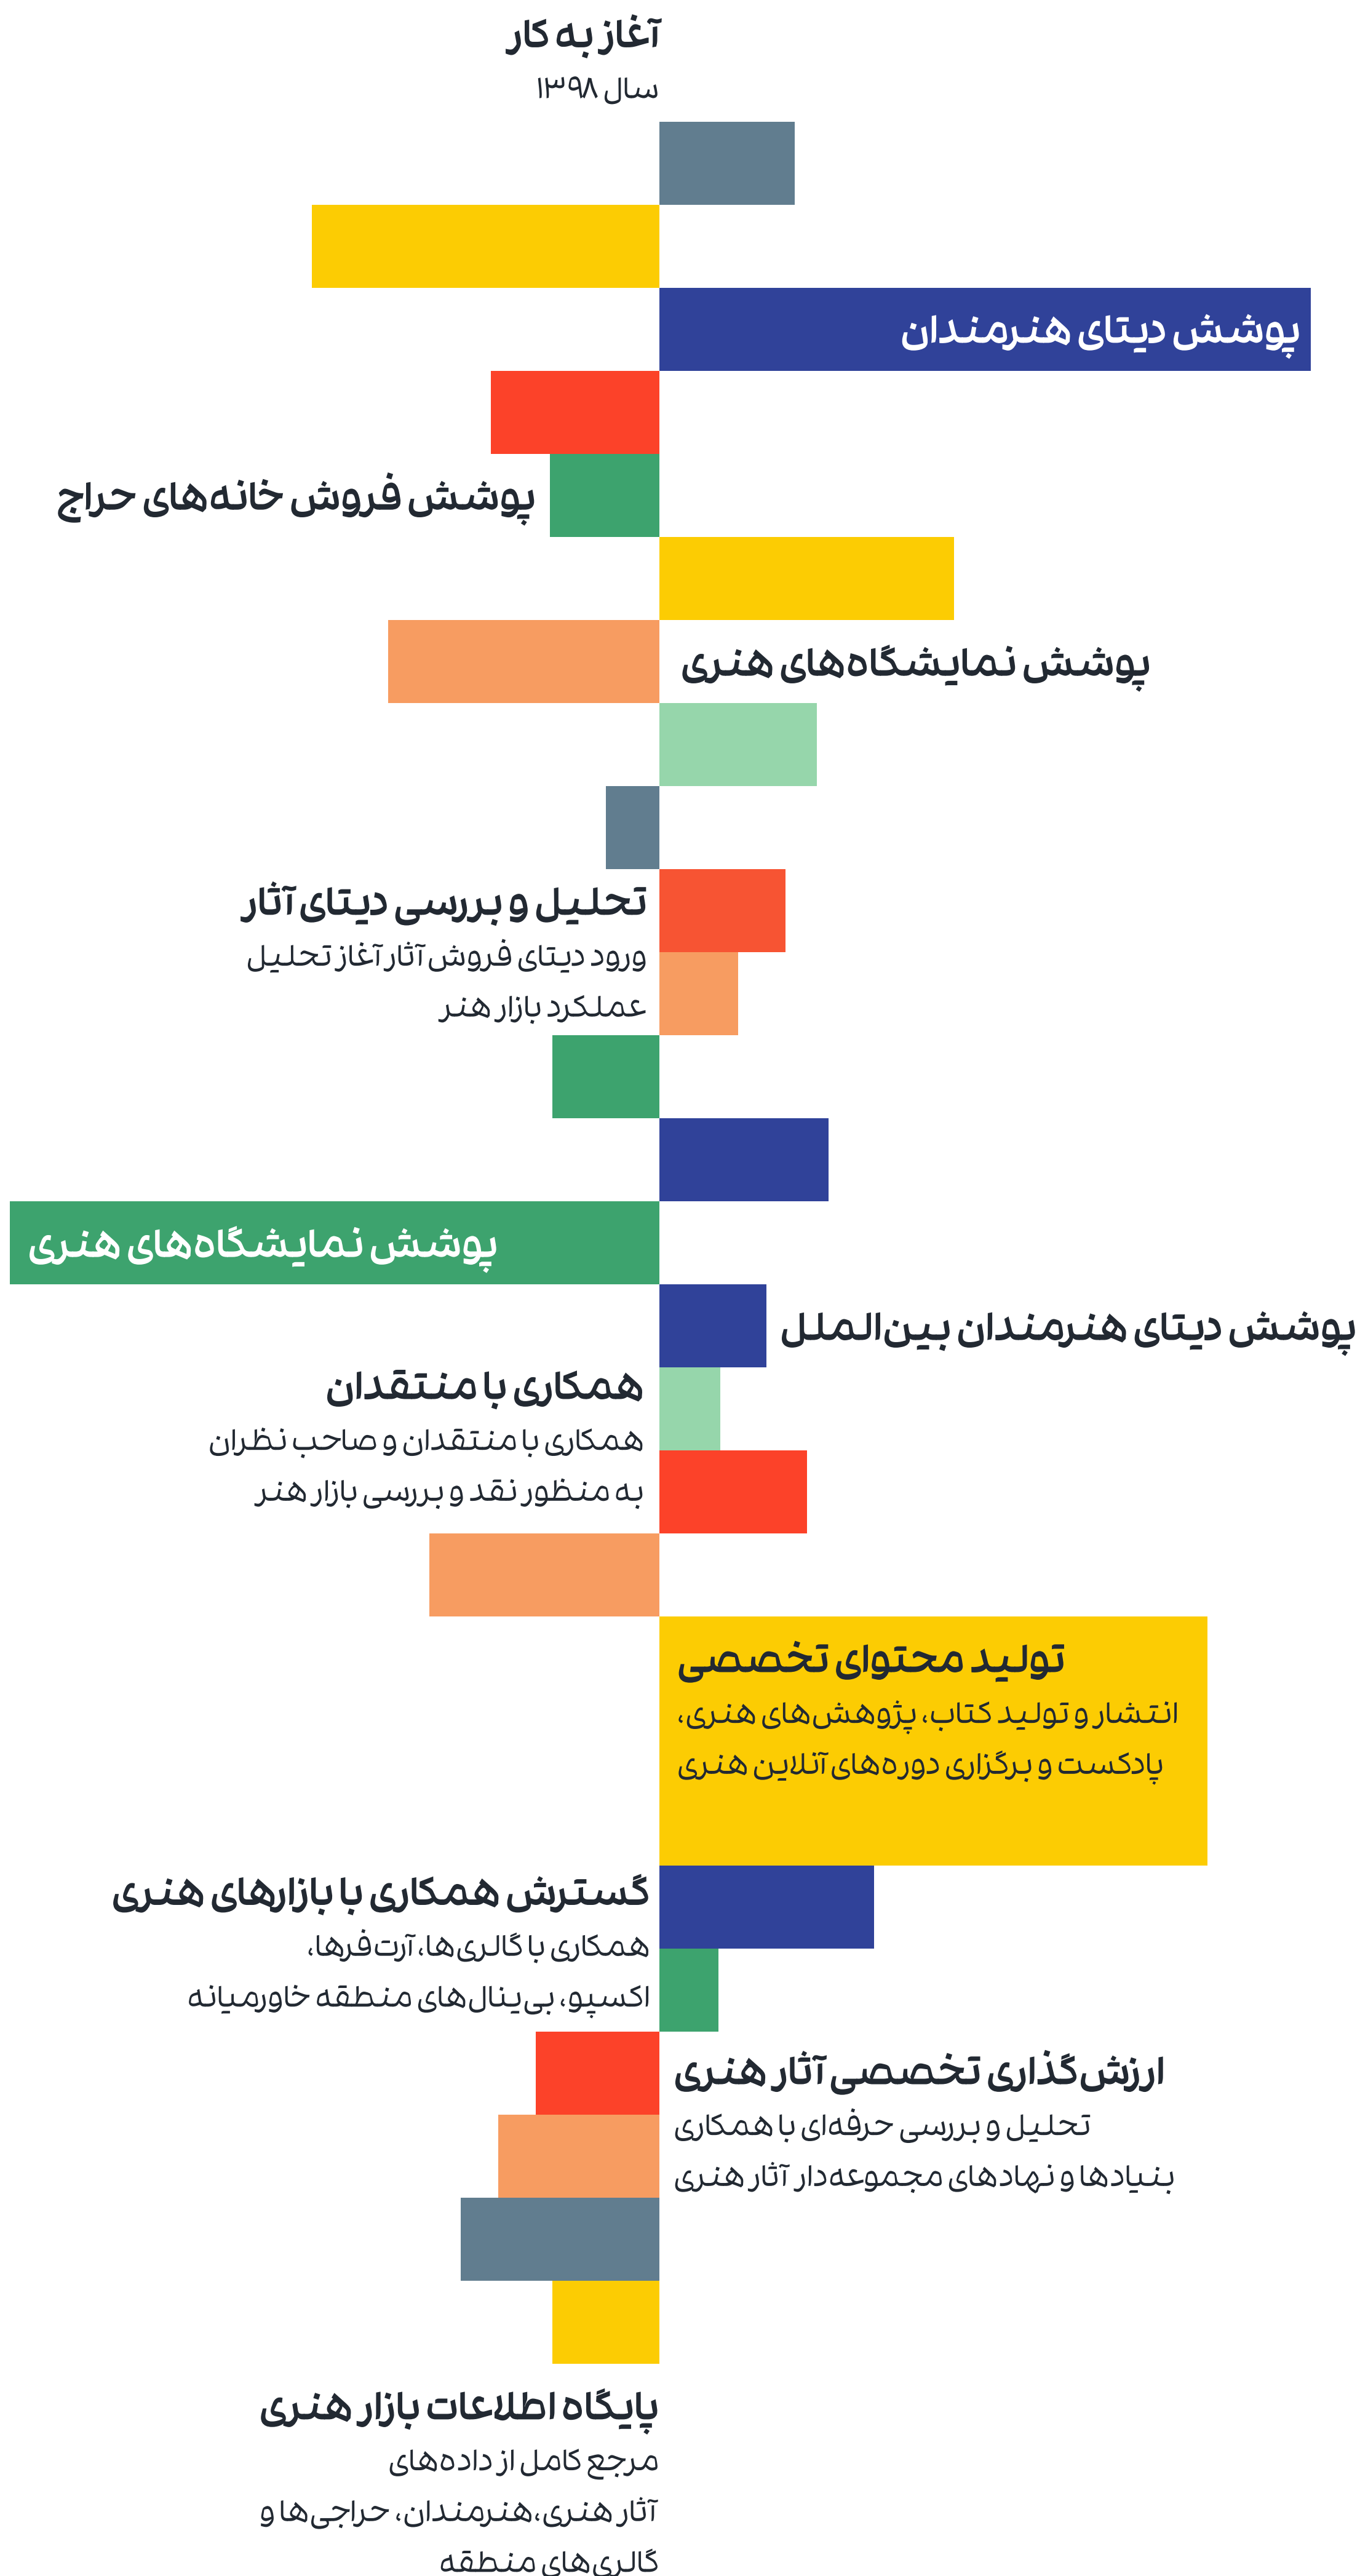 آغاز به کار
سال ۱۳۹۸
پوشش دیتای هنرمندان
پوشش فروش خانه‌های حراج
پوشش نمایشگاه‌های هنری
تحلیل و بررسی دیتای آثار
ورود دیتای فروش آثار آغاز تحلیل
عملکرد بازار هنر
پوشش نمایشگاه‌های هنری
پوشش دیتای هنرمندان بین‌الملل
همکاری با منتقدان
همکاری با منتقدان و صاحب نظران
به منظور نقد و بررسی بازار هنر
تولید محتوای تخصصی
انتشار و تولید کتاب، پژوهش‌های هنری،
پادکست و برگزاری دوره‌های آنلاین هنری
گسترش همکاری با بازارهای هنری
همکاری با گالری‌ها، آرت‌فرها،
اکسپو، بی‌ینال‌های منطقه خاورمیانه
ارزش‌گذاری تخصصی آثار هنری
تحلیل و بررسی حرفه‌ای با همکاری
بنیادها و نهادهای مجموعه‌دار آثار هنری
پایگاه اطلاعات بازار هنری
مرجع کامل از داده‌های
آثار هنری، هنرمندان، حراجی‌ها و
گالری‌های منطقه